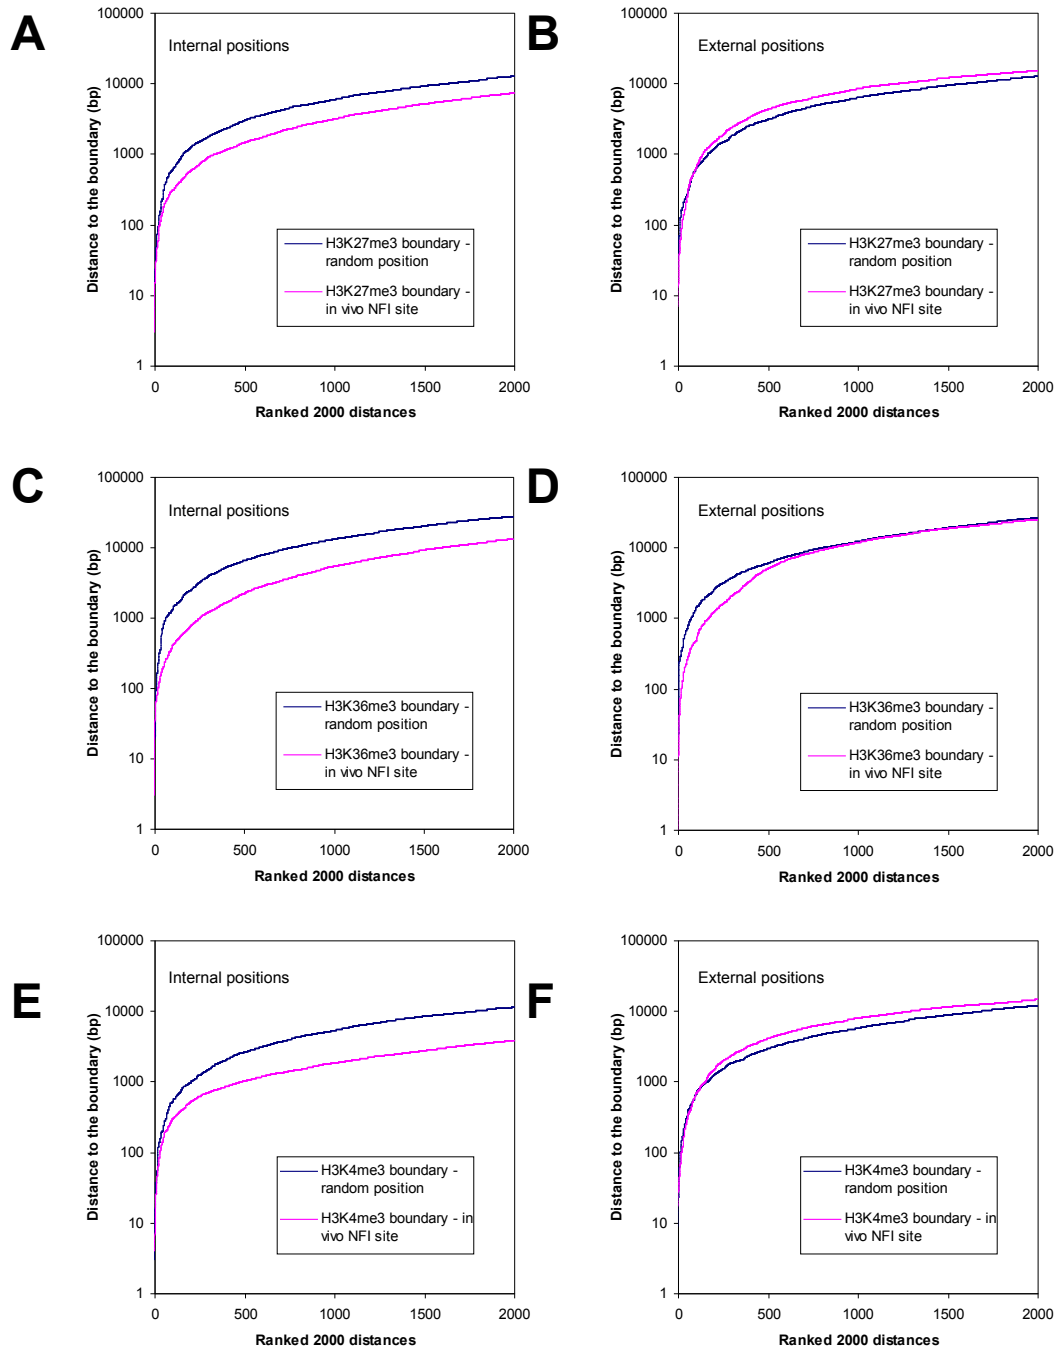 A
100000
10000
1000
100
10
1
Distance to the boundary (bp)
Internal positions
H3K27me3 boundary -
random position
H3K27me3 boundary -
in vivo NFI site
0
500
1000
1500
2000
Ranked 2000 distances
B
100000
10000
1000
100
10
1
Distance to the boundary (bp)
External positions
H3K27me3 boundary -
random position
H3K27me3 boundary -
in vivo NFI site
0
500
1000
1500
2000
Ranked 2000 distances
C
100000
10000
1000
100
10
1
Distance to the boundary (bp)
Internal positions
H3K36me3 boundary -
random position
H3K36me3 boundary -
in vivo NFI site
0
500
1000
1500
2000
Ranked 2000 distances
D
100000
10000
1000
100
10
1
Distance to the boundary (bp)
External positions
H3K36me3 boundary -
random position
H3K36me3 boundary -
in vivo NFI site
0
500
1000
1500
2000
Ranked 2000 distances
E
100000
10000
1000
100
10
1
Distance to the boundary (bp)
Internal positions
H3K4me3 boundary -
random position
H3K4me3 boundary - in
vivo NFI site
0
500
1000
1500
2000
Ranked 2000 distances
F
100000
10000
1000
100
10
1
Distance to the boundary (bp)
External positions
H3K4me3 boundary -
random position
H3K4me3 boundary - in
vivo NFI site
0
500
1000
1500
2000
Ranked 2000 distances